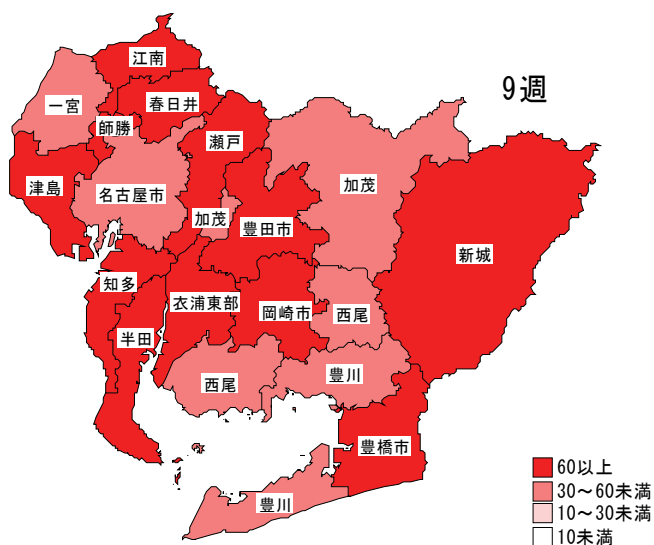 江南
9週
春日井
一宮
師勝
瀬戸
加茂
津島
名古屋市
加茂
豊田市
新城
知多
衣浦東部
岡崎市
西尾
半田
豊川
西尾
豊橋市
豊川
60以上
30～60未満
10～30未満
10未満